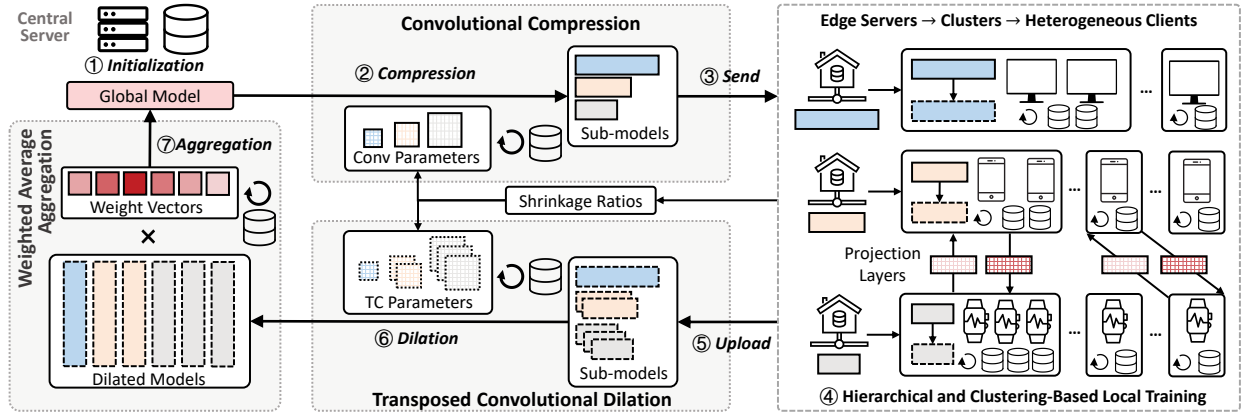 Central
Server
① Initialization
Global Model
⑦Aggregation
Weighted Average
Aggregation
Weight Vectors
×
Dilated Models
Convolutional Compression
② Compression
Sub-models
Conv Parameters
③ Send
Shrinkage Ratios
TC Parameters
⑥ Dilation
Sub-models
⑤ Upload
Transposed Convolutional Dilation
Edge Servers → Clusters → Heterogeneous Clients
...
...
...
Projection
Layers
...
...
④ Hierarchical and Clustering-Based Local Training